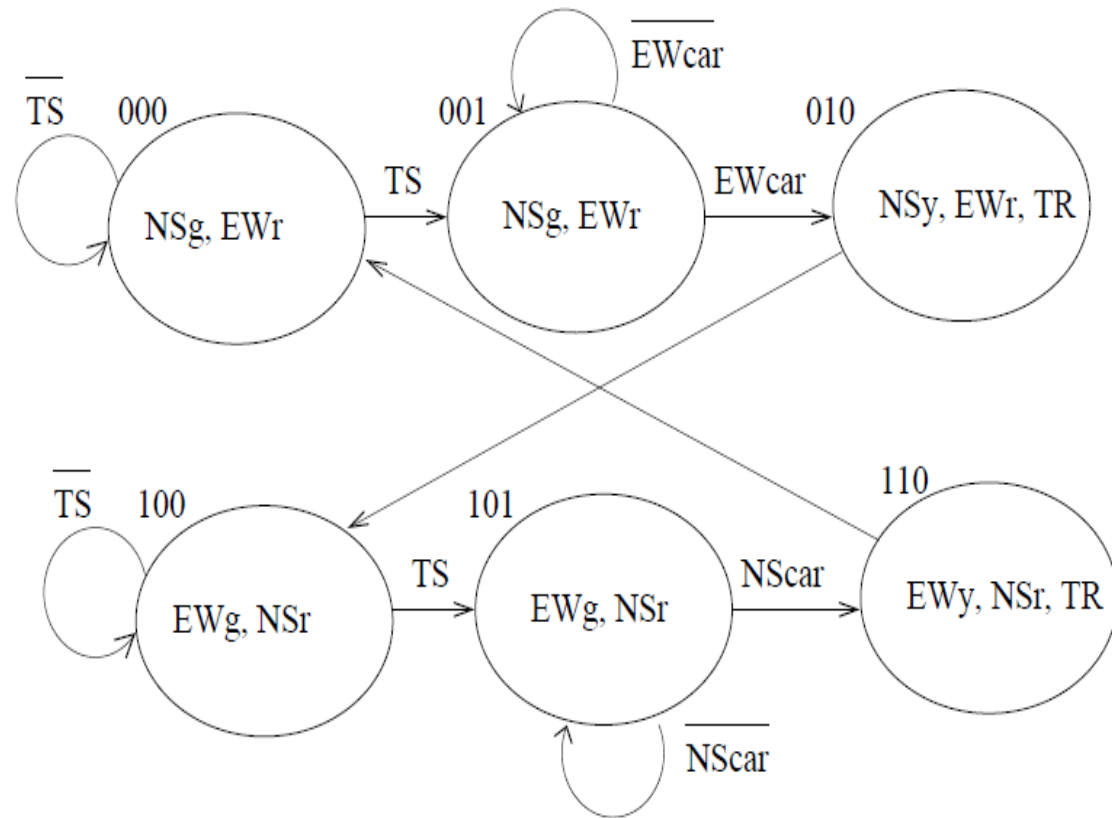 EWcar
TS
000
001
010
TS
EWcar
NSg, EWr
NSg, EWr
NSy, EWr, TR
TS
100
101
110
TS
NScar
EWg, NSr
EWg, NSr
EWy, NSr, TR
NScar